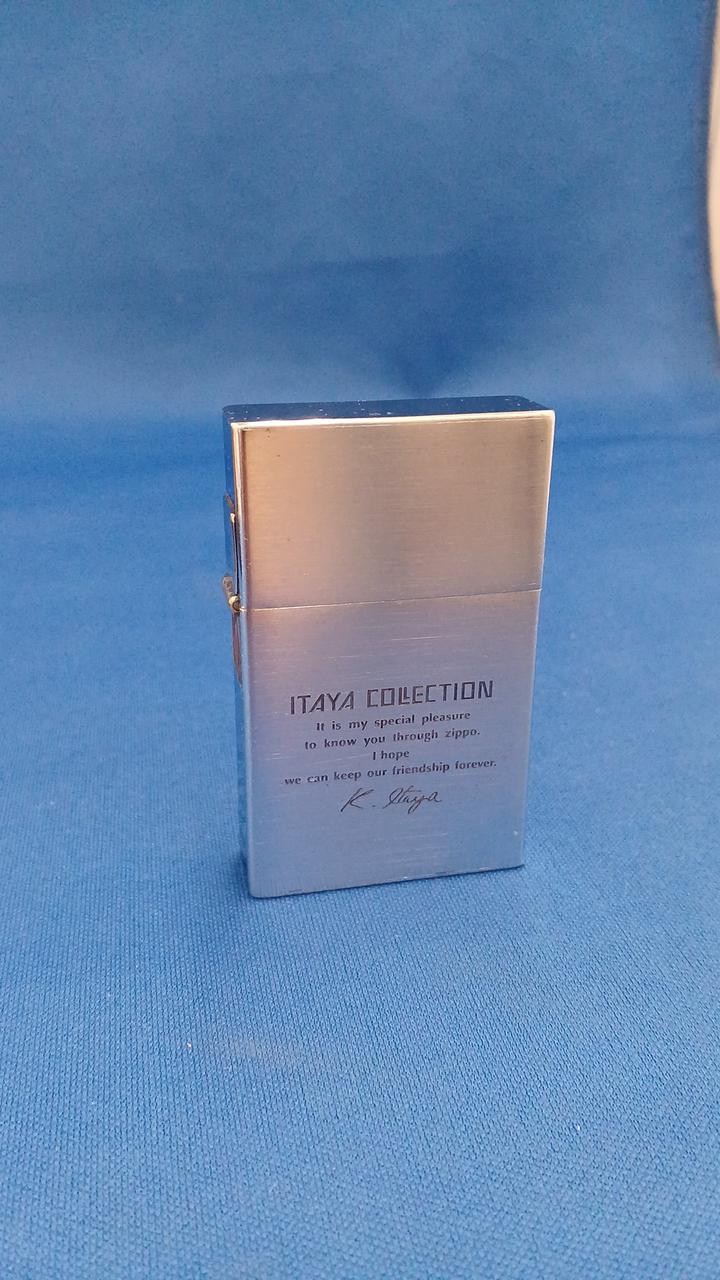 ITAYA COLLECTION
It is my special pleasure
to know you through zippo.
I hope
we can keep our friendship forever.
K. Itaya